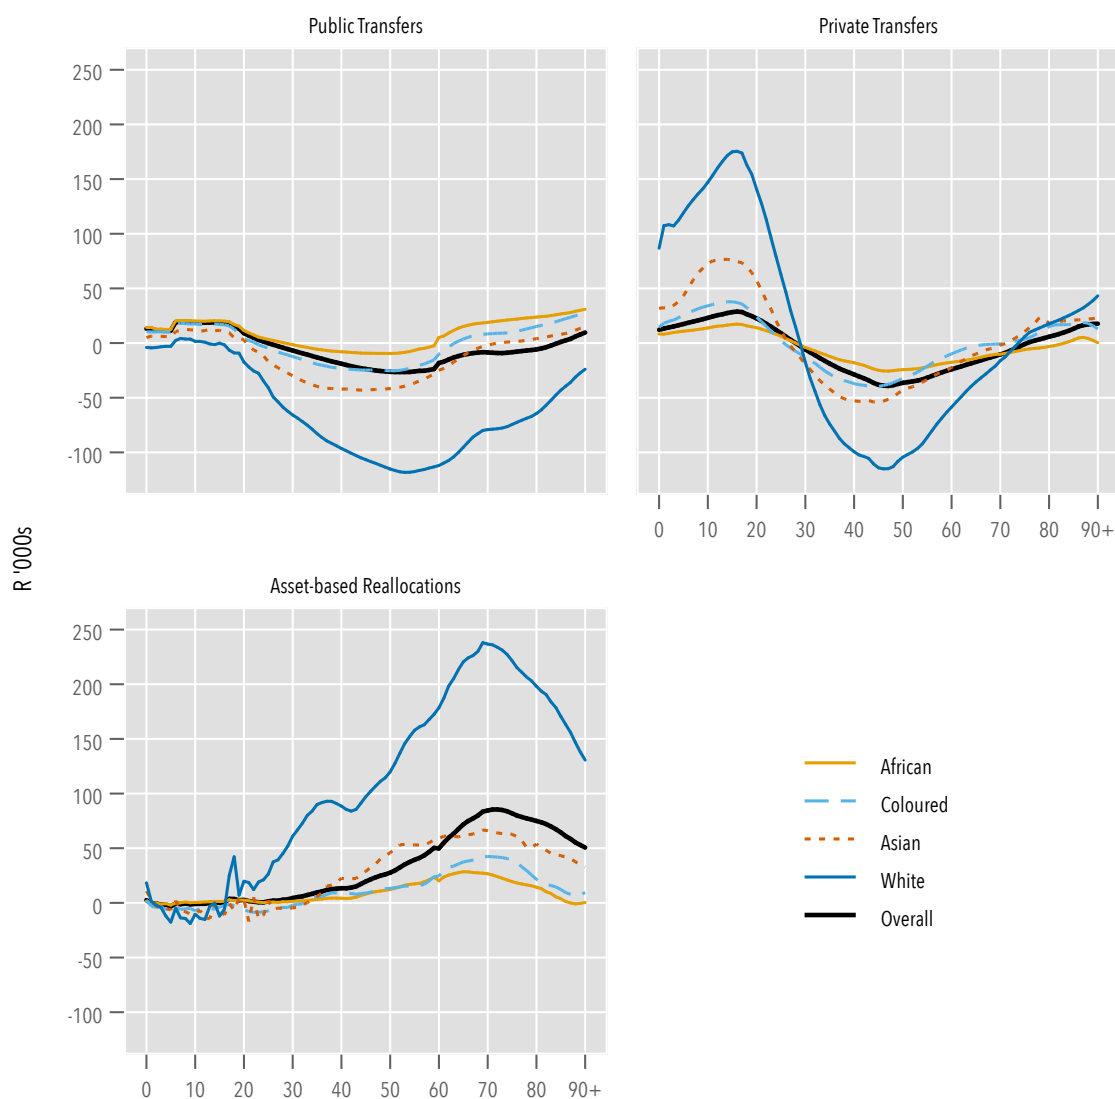 Public Transfers
Private Transfers
250
200
150
100
50
0
-50
-100
0 10 20 30 40 50 60 70 80 90+
R '000s
Asset-based Reallocations
250
200
150
100
50
0
-50
-100
0 10 20 30 40 50 60 70 80 90+
African
Coloured
Asian
White
Overall